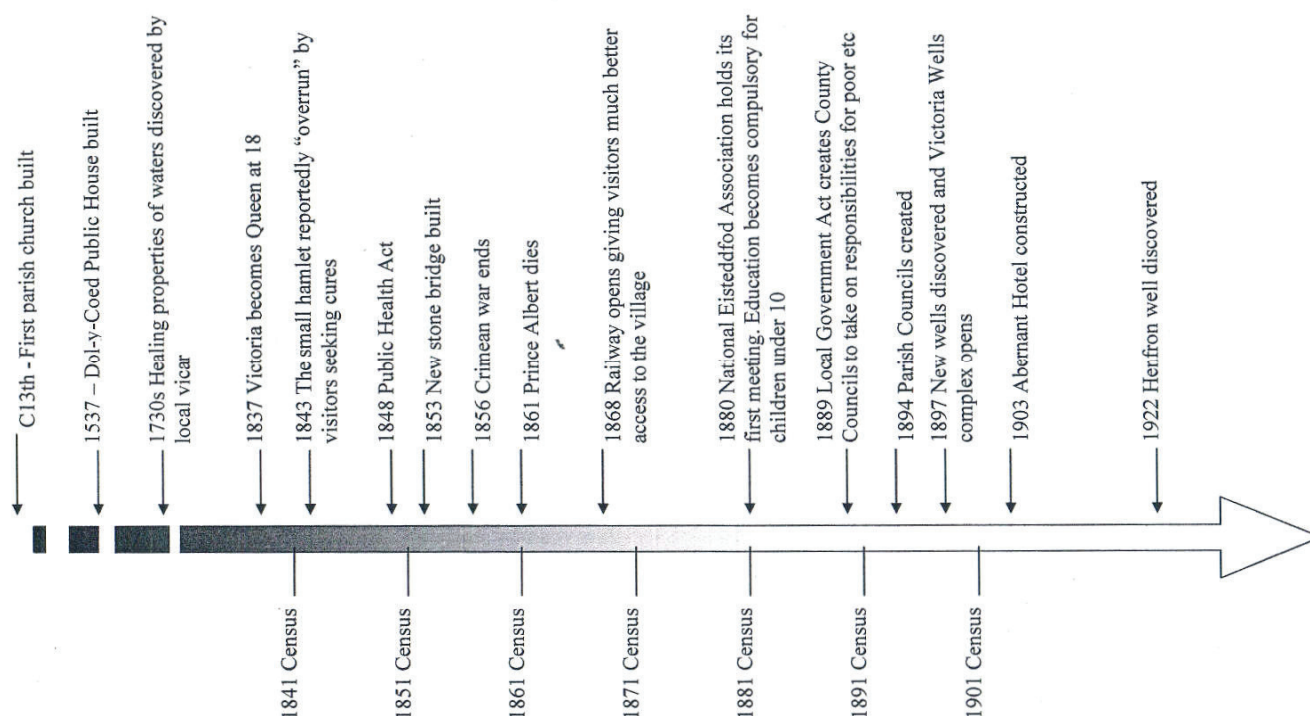 C13th - First parish church built
1537 – Dol-y-Coed Public House built
1730s Healing properties of waters discovered by
local vicar
1837 Victoria becomes Queen at 18
1843 The small hamlet reportedly “overrun” by
visitors seeking cures
1848 Public Health Act
1853 New stone bridge built
1856 Crimean war ends
1861 Prince Albert dies
1868 Railway opens giving visitors much better
access to the village
1880 National Eisteddfod Association holds its
first meeting. Education becomes compulsory for
children under 10
1889 Local Government Act creates County
Councils to take on responsibilities for poor etc
1894 Parish Councils created
1897 New wells discovered and Victoria Wells
complex opens
1903 Abernant Hotel constructed
1922 Henfron well discovered
1841 Census
1851 Census
1861 Census
1871 Census
1881 Census
1891 Census
1901 Census